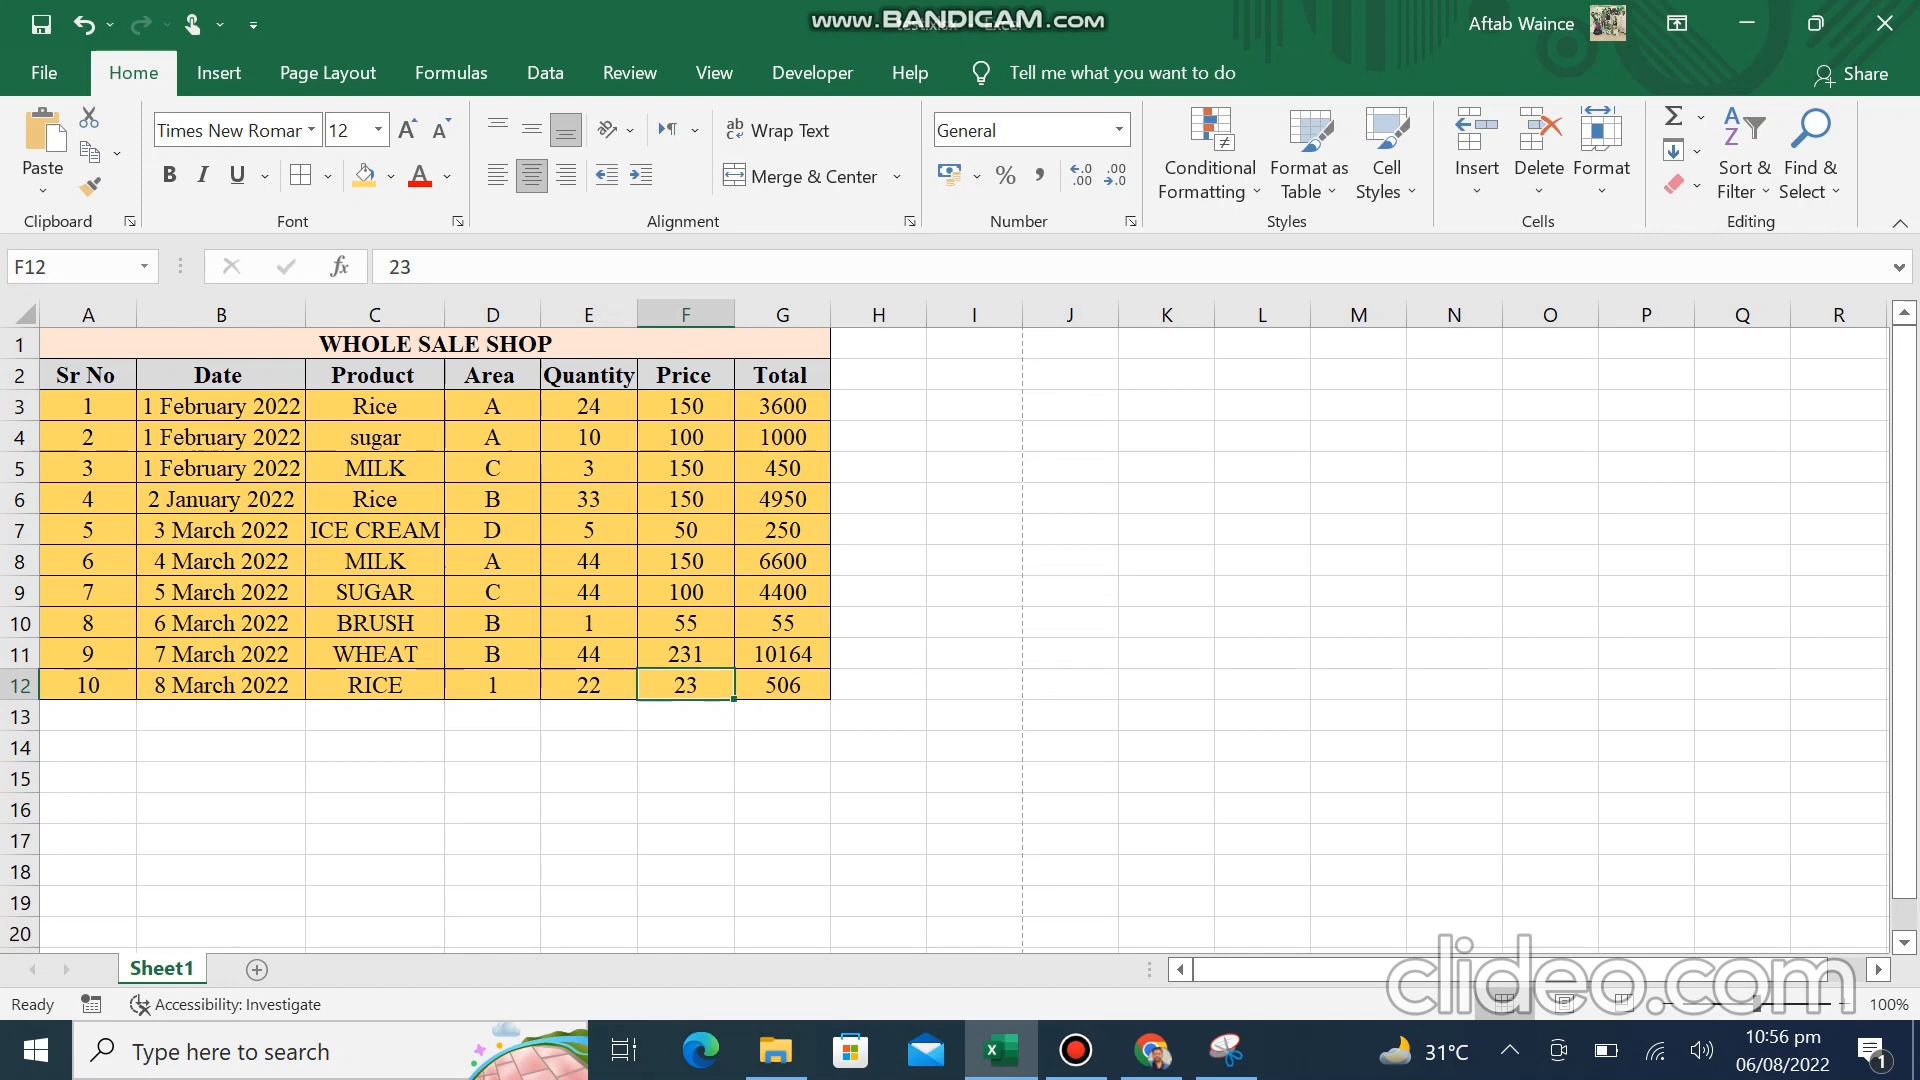 www.BANDICAM.com
Aftab Waince
File Home Insert Page Layout Formulas Data Review View Developer Help Tell me what you want to do Share
Times New Roman 12 ab Wrap Text General
Paste B I U A Merge & Center % , Conditional Formatting Format as Table Cell Styles Insert Delete Format Sort & Filter Find & Select
Clipboard Font Alignment Number Styles Cells Editing
F12 fx 23
A B C D E F G H I J K L M N O P Q R
1 WHOLE SALE SHOP
2 Sr No Date Product Area Quantity Price Total
3 1 1 February 2022 Rice A 24 150 3600
4 2 1 February 2022 sugar A 10 100 1000
5 3 1 February 2022 MILK C 3 150 450
6 4 2 January 2022 Rice B 33 150 4950
7 5 3 March 2022 ICE CREAM D 5 50 250
8 6 4 March 2022 MILK A 44 150 6600
9 7 5 March 2022 SUGAR C 44 100 4400
10 8 6 March 2022 BRUSH B 1 55 55
11 9 7 March 2022 WHEAT B 44 231 10164
12 10 8 March 2022 RICE 1 22 23 506
13
14
15
16
17
18
19
20
Sheet1
clideo.com
Ready Accessibility: Investigate 100%
Type here to search 31°C 10:56 pm
06/08/2022 1